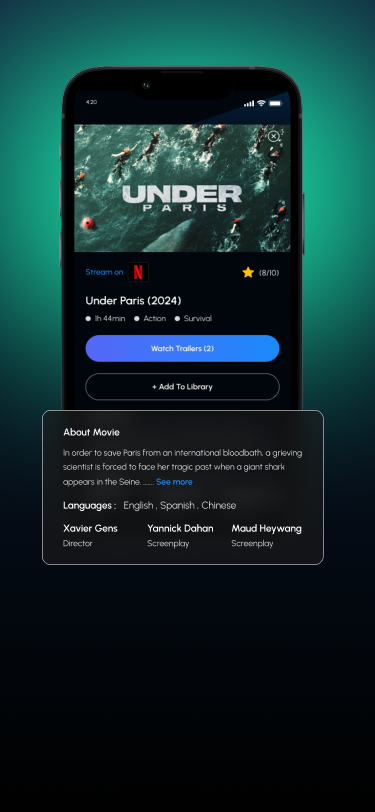 4:20
UNDER
PARIS
Stream on N (8/10)
Under Paris (2024)
1h 44min Action Survival
Watch Trailers (2)
+ Add To Library
About Movie
In order to save Paris from an international bloodbath, a grieving
scientist is forced to face her tragic past when a giant shark
appears in the Seine. ...... See more
Languages : English , Spanish , Chinese
Xavier Gens Yannick Dahan Maud Heywang
Director Screenplay Screenplay